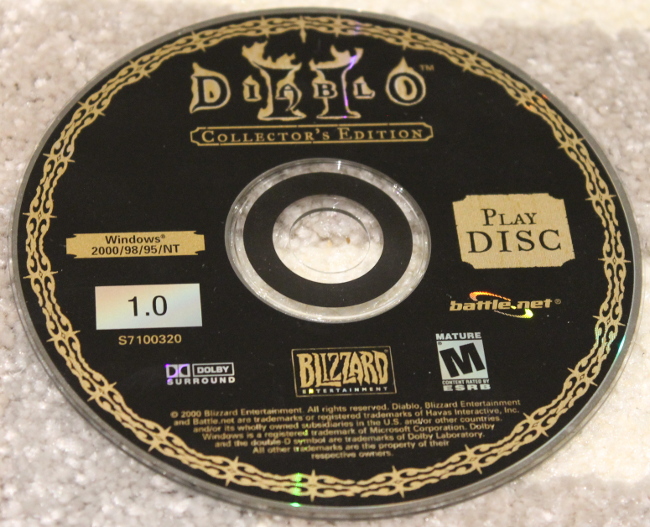 DIABLO II™
COLLECTOR'S EDITION
Windows®
2000/98/95/NT
PLAY
DISC
1.0
S7100320
battle.net®
DOLBY
SURROUND
BLIZZARD
ENTERTAINMENT
MATURE
M
CONTENT RATED BY
ESRB
© 2000 Blizzard Entertainment. All rights reserved. Diablo, Blizzard Entertainment
and Battle.net are trademarks or registered trademarks of Havas Interactive, Inc.
and/or its wholly owned subsidiaries in the U.S. and/or other countries.
Windows is a registered trademark of Microsoft Corporation. Dolby
and the double-D symbol are trademarks of Dolby Laboratory.
All other trademarks are the property of their
respective owners.